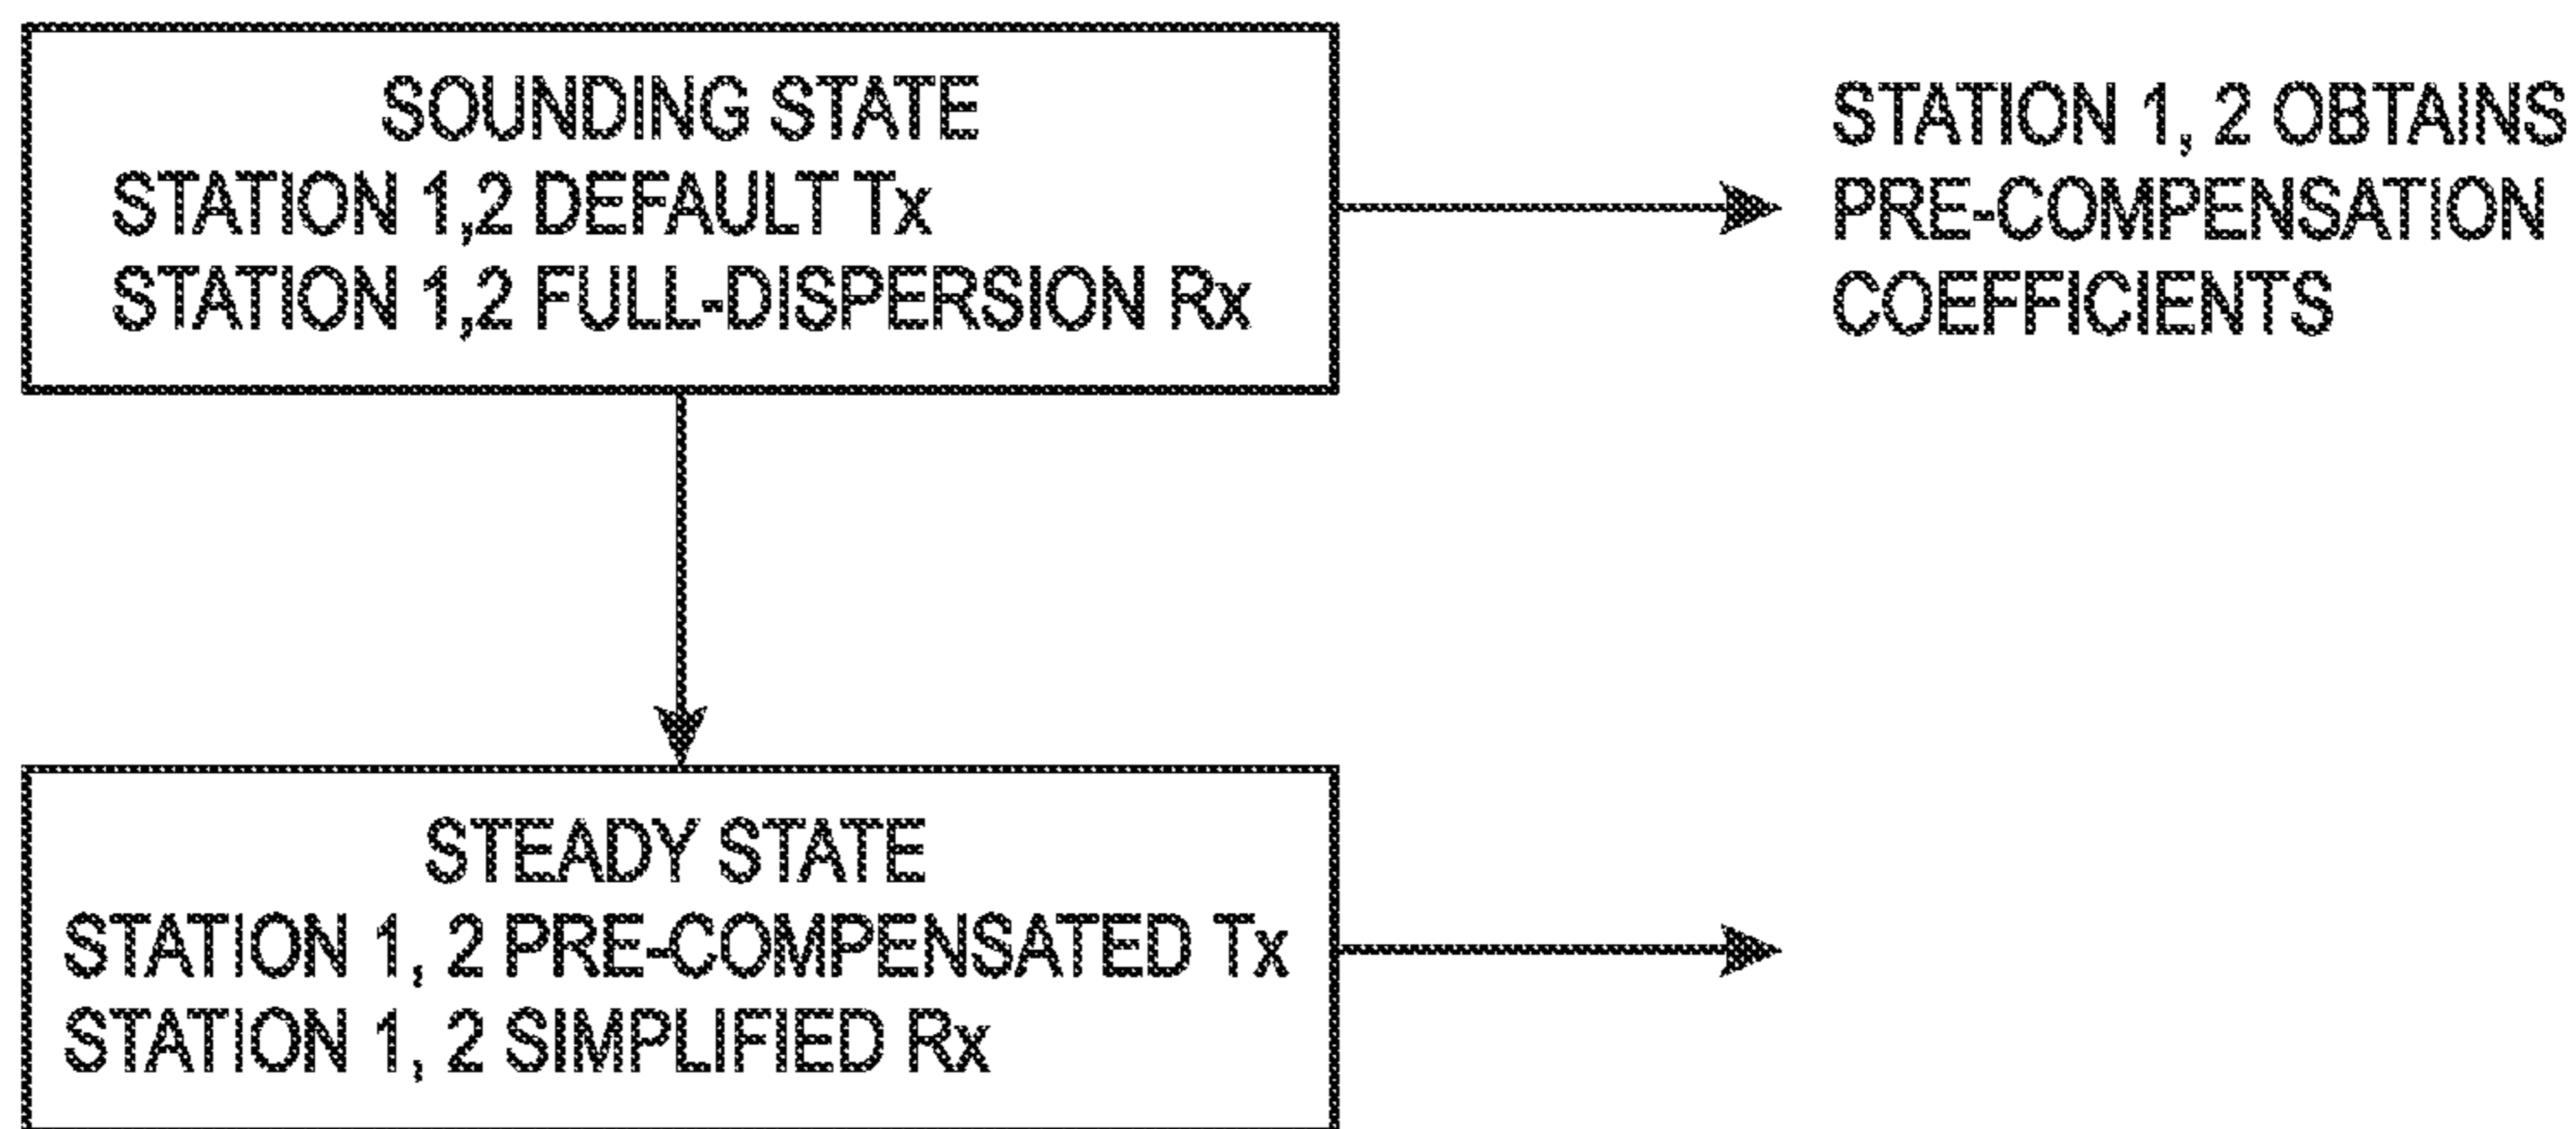 SOUNDING STATE
STATION 1,2 DEFAULT Tx
STATION 1,2 FULL-DISPERSION Rx
STATION 1, 2 OBTAINS
PRE-COMPENSATION
COEFFICIENTS
STEADY STATE
STATION 1, 2 PRE-COMPENSATED Tx
STATION 1, 2 SIMPLIFIED Rx